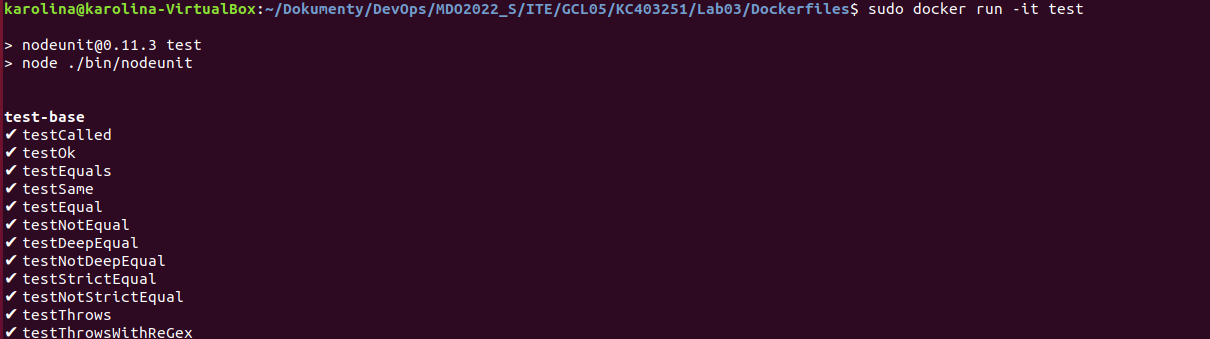 karolina@karolina-VirtualBox:~/Dokumenty/DevOps/MDO2022_S/ITE/GCL05/KC403251/Lab03/Dockerfiles$ sudo docker run -it test
> nodeunit@0.11.3 test
> node ./bin/nodeunit
test-base
✔ testCalled
✔ testOk
✔ testEquals
✔ testSame
✔ testEqual
✔ testNotEqual
✔ testDeepEqual
✔ testNotDeepEqual
✔ testStrictEqual
✔ testNotStrictEqual
✔ testThrows
✔ testThrowsWithReGex